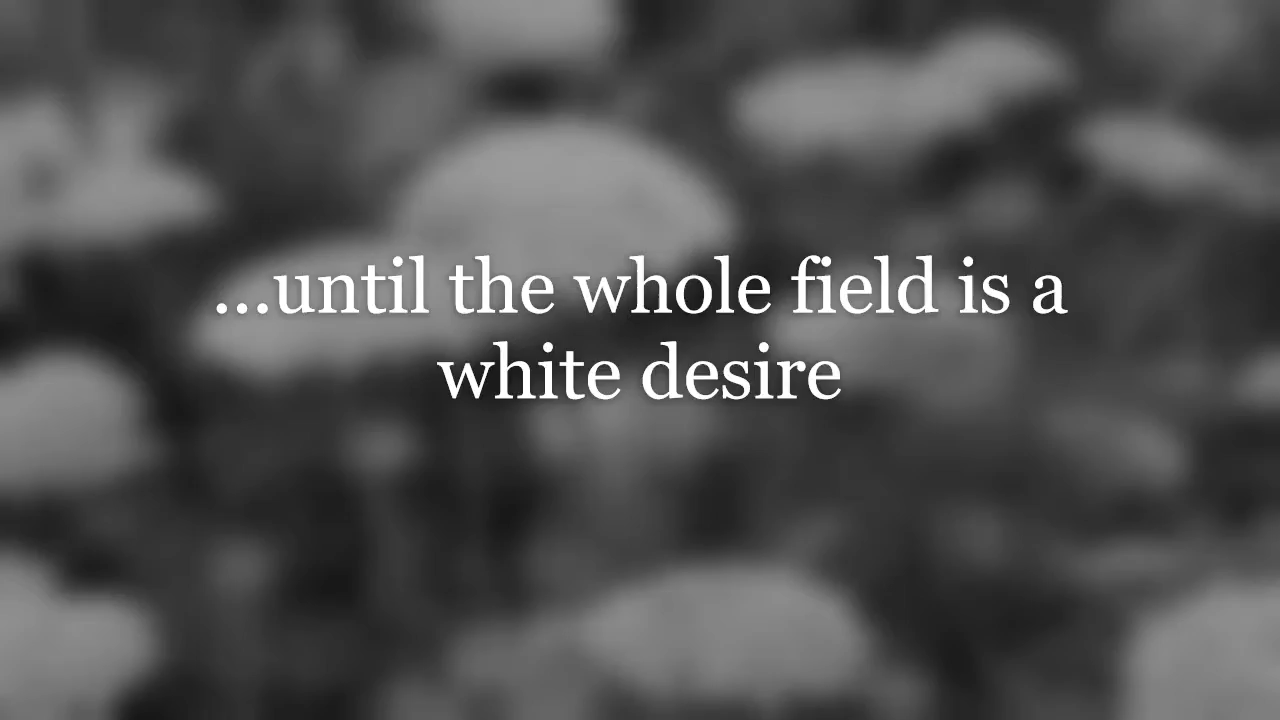 ...until the whole field is a
white desire